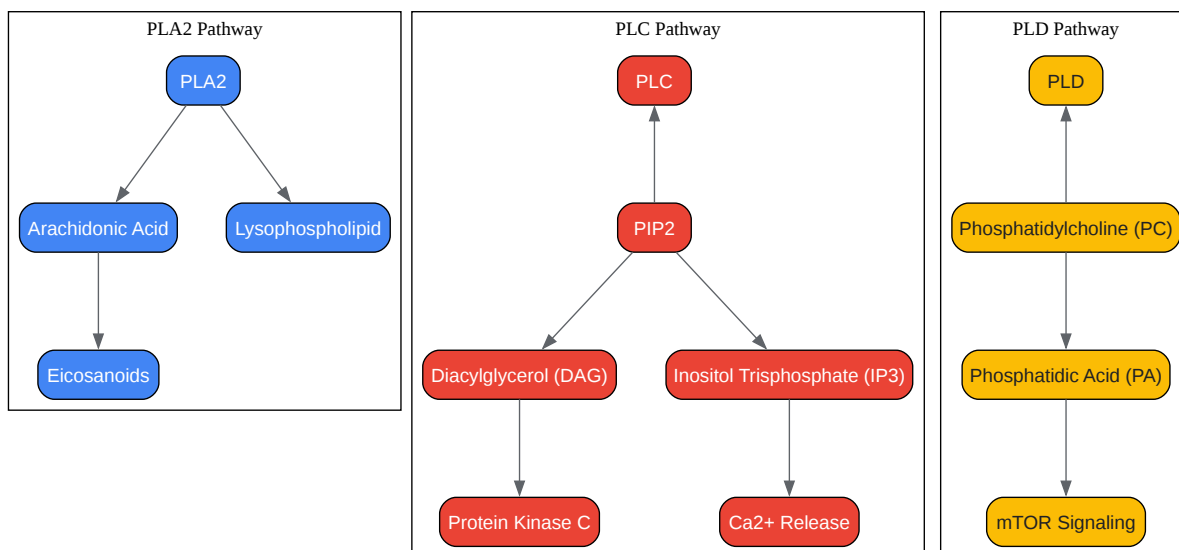 PLA2 Pathway
PLA2
Arachidonic Acid
Lysophospholipid
Eicosanoids
PLC Pathway
PLC
PIP2
Diacylglycerol (DAG)
Inositol Trisphosphate (IP3)
Protein Kinase C
Ca2+ Release
PLD Pathway
PLD
Phosphatidylcholine (PC)
Phosphatidic Acid (PA)
mTOR Signaling